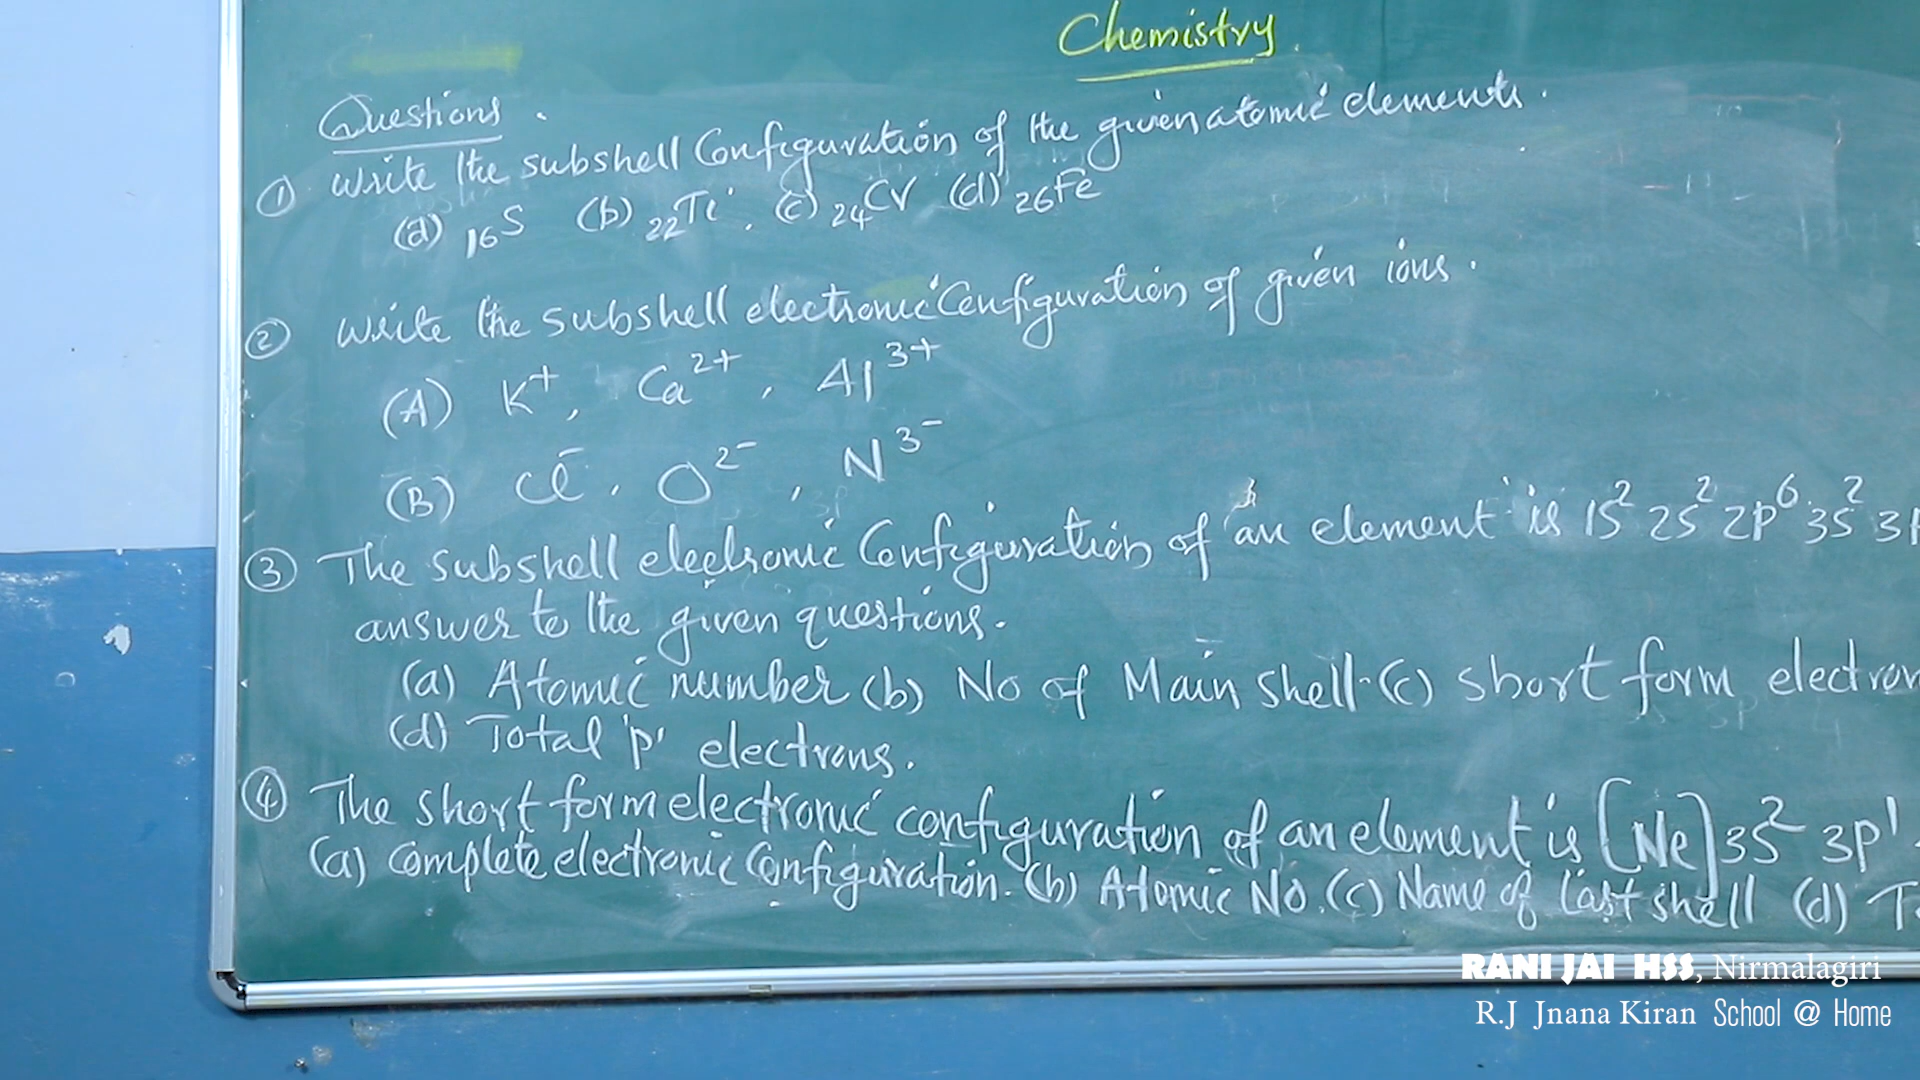 Chemistry
Questions.
① Write the subshell Configuration of the given atomic elements.
(a) ₁₆S (b) ₂₂Ti, (c) ₂₄Cr (d) ₂₆Fe
② Write the subshell electronic Configuration of given ions.
(A) K⁺, Ca²⁺, Al³⁺
(B) Cl⁻, O²⁻, N³⁻
③ The subshell electronic Configuration of an element is 1S² 2S² 2P⁶ 3S² 3P
answer to the given questions.
(a) Atomic number (b) No of Main shell. (c) short form electron
(d) Total 'p' electrons.
④ The short form electronic configuration of an element is [Ne] 3S² 3P¹
(a) Complete electronic Configuration. (b) Atomic No. (c) Name of last shell (d) T
RANI JAI HSS, Nirmalagiri
R.J Jnana Kiran School @ Home